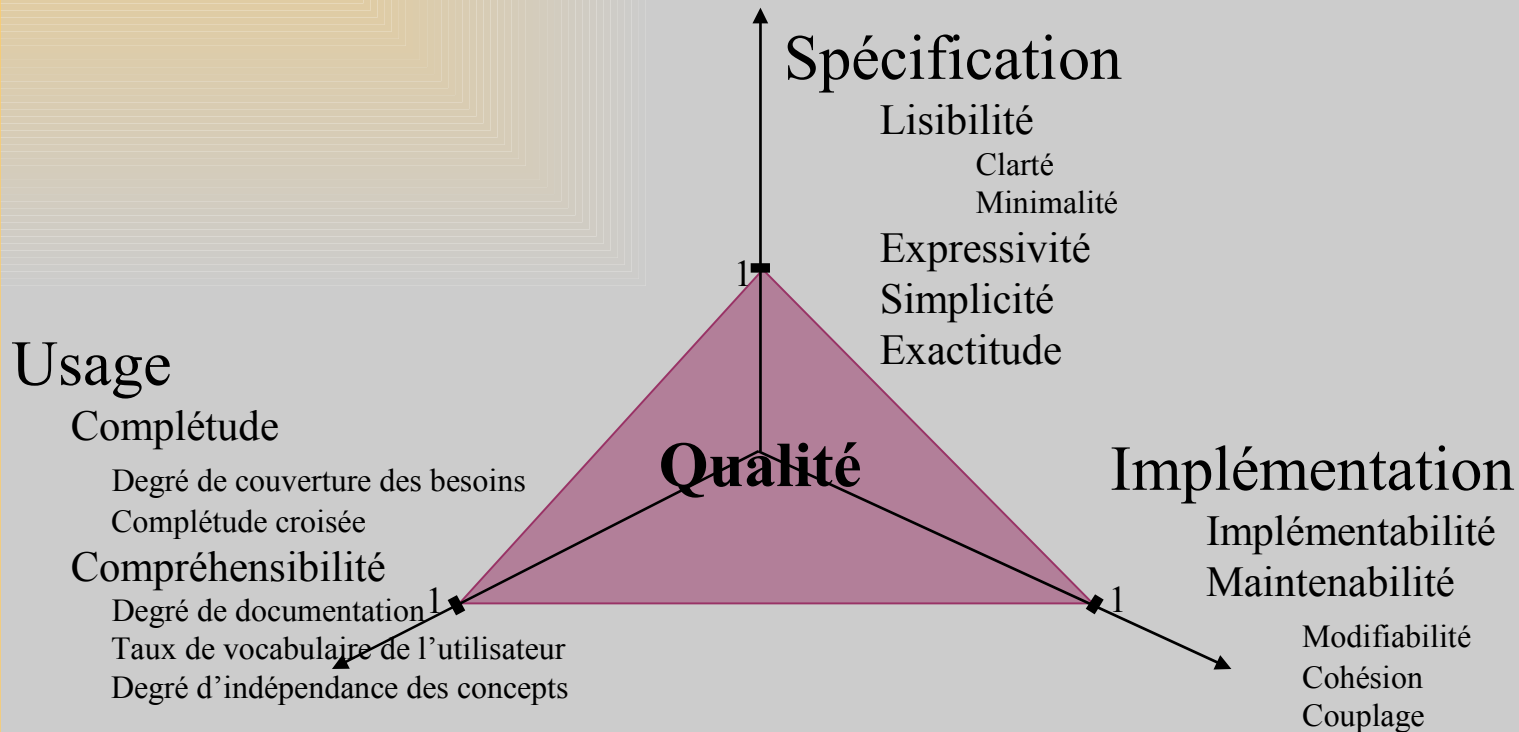 Spécification
Lisibilité
Clarté
Minimalité
Expressivité
Simplicité
Exactitude
1
Usage
Complétude
Degré de couverture des besoins
Complétude croisée
Compréhensibilité
Degré de documentation
Taux de vocabulaire de l’utilisateur
Degré d’indépendance des concepts
1
Qualité
Implémentation
Implémentabilité
Maintenabilité
Modifiabilité
Cohésion
Couplage
1